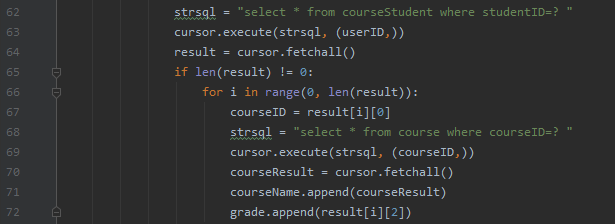 62 strsql = "select * from courseStudent where studentID=? "
63 cursor.execute(strsql, (userID,))
64 result = cursor.fetchall()
65 if len(result) != 0:
66 for i in range(0, len(result)):
67 courseID = result[i][0]
68 strsql = "select * from course where courseID=? "
69 cursor.execute(strsql, (courseID,))
70 courseResult = cursor.fetchall()
71 courseName.append(courseResult)
72 grade.append(result[i][2])